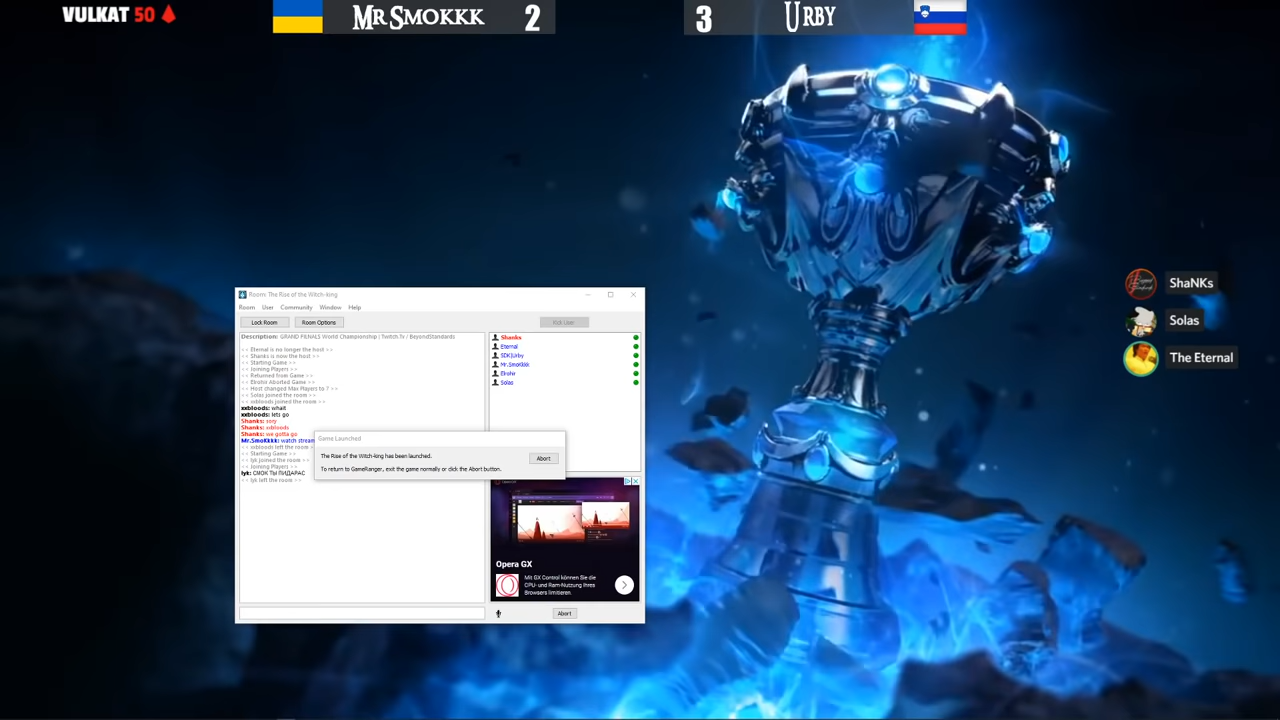 VULKAT 50
MRSMOKKK 2
3 URBY
Room: The Rise of the Witch-king
Room User Community Window Help
Lock Room Room Options Kick User
Description: GRAND FINALS World Championship | Twitch.Tv / BeyondStandards
<< Eternal is no longer the host >>
<< Shanks is now the host >>
<< Starting Game >>
<< Joining Players >>
<< Returned from Game >>
<< Elrohir Aborted Game >>
<< Host changed Max Players to 7 >>
<< Solas joined the room >>
<< xxbloods joined the room >>
xxbloods: whait
xxbloods: lets go
Shanks: sory
Shanks: xxbloods
Shanks: we gotta go
Mr.SmoKkkk: watch stream
<< xxbloods left the room >>
<< Starting Game >>
<< lyk joined the room >>
<< Joining Players >>
lyk: СМОК ТЫ ПИДАРАС
<< lyk left the room >>
Shanks
Eternal
SDK|Urby
Mr.SmoKkk
Solas
Game Launched
The Rise of the Witch-king has been launched.
To return to GameRanger, exit the game normally or click the Abort button.
Abort
Opera GX
Mit GX Control können Sie die
CPU- und Ram-Nutzung Ihres
Browsers limitieren.
Abort
ShaNKs
Solas
The Eternal